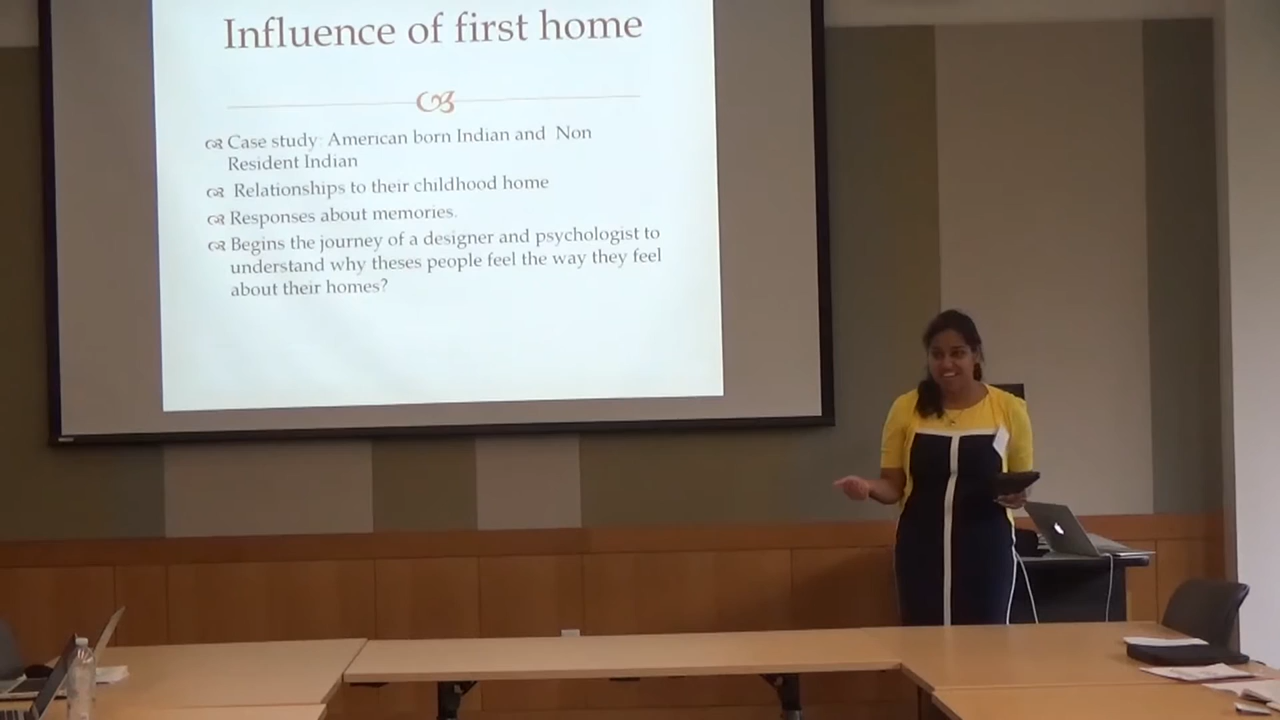 Influence of first home
Case study: American born Indian and Non
Resident Indian
Relationships to their childhood home
Responses about memories.
Begins the journey of a designer and psychologist to
understand why theses people feel the way they feel
about their homes?